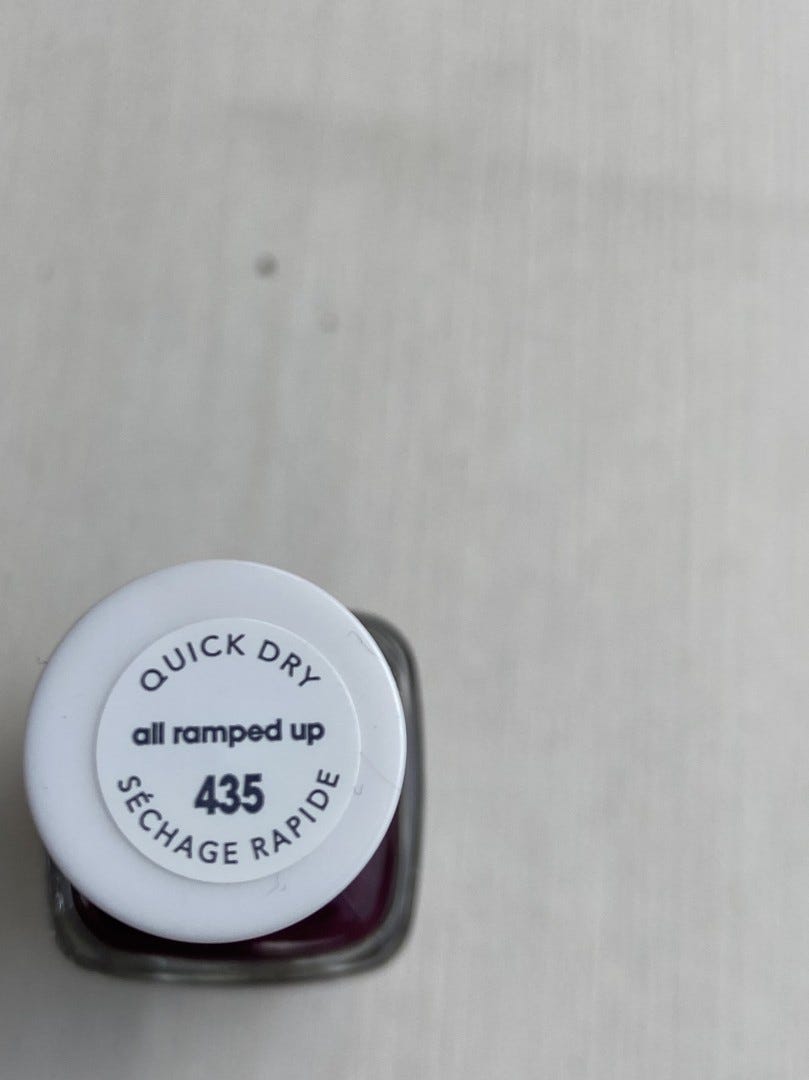 QUICK DRY
all ramped up
435
SÉCHAGE RAPIDE